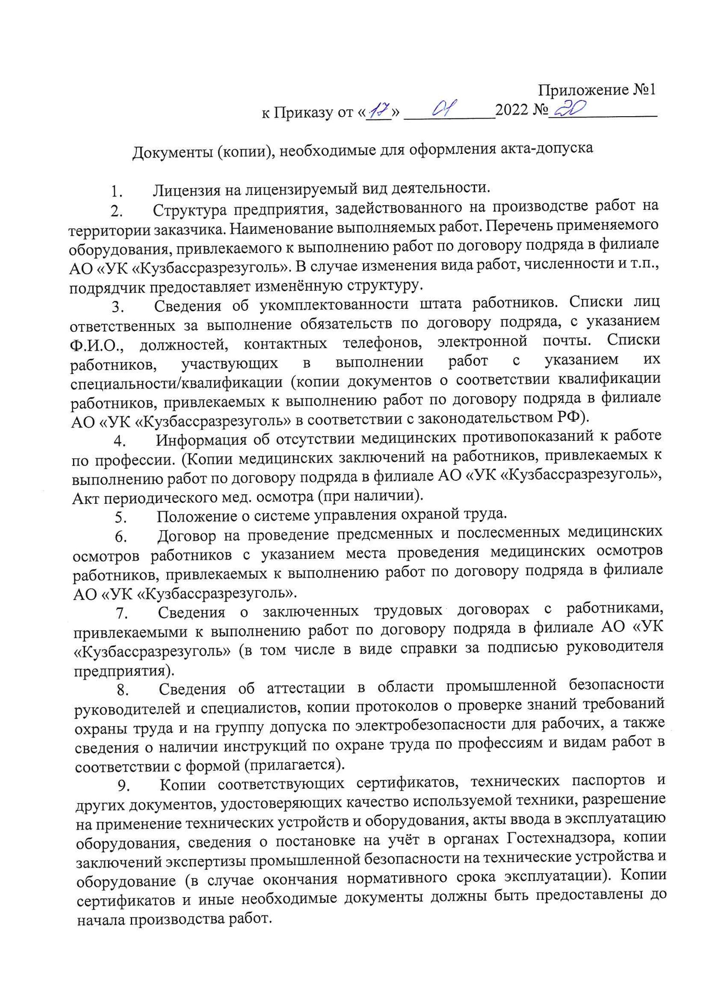 Приложение №1
к Приказу от «17» 01 2022 № 20
Документы (копии), необходимые для оформления акта-допуска
1. Лицензия на лицензируемый вид деятельности.
2. Структура предприятия, задействованного на производстве работ на
территории заказчика. Наименование выполняемых работ. Перечень применяемого
оборудования, привлекаемого к выполнению работ по договору подряда в филиале
АО «УК «Кузбассразрезуголь». В случае изменения вида работ, численности и т.п.,
подрядчик предоставляет изменённую структуру.
3. Сведения об укомплектованности штата работников. Списки лиц
ответственных за выполнение обязательств по договору подряда, с указанием
Ф.И.О., должностей, контактных телефонов, электронной почты. Списки
работников, участвующих в выполнении работ с указанием их
специальности/квалификации (копии документов о соответствии квалификации
работников, привлекаемых к выполнению работ по договору подряда в филиале
АО «УК «Кузбассразрезуголь» в соответствии с законодательством РФ).
4. Информация об отсутствии медицинских противопоказаний к работе
по профессии. (Копии медицинских заключений на работников, привлекаемых к
выполнению работ по договору подряда в филиале АО «УК «Кузбассразрезуголь»,
Акт периодического мед. осмотра (при наличии).
5. Положение о системе управления охраной труда.
6. Договор на проведение предсменных и послесменных медицинских
осмотров работников с указанием места проведения медицинских осмотров
работников, привлекаемых к выполнению работ по договору подряда в филиале
АО «УК «Кузбассразрезуголь».
7. Сведения о заключенных трудовых договорах с работниками,
привлекаемыми к выполнению работ по договору подряда в филиале АО «УК
«Кузбассразрезуголь» (в том числе в виде справки за подписью руководителя
предприятия).
8. Сведения об аттестации в области промышленной безопасности
руководителей и специалистов, копии протоколов о проверке знаний требований
охраны труда и на группу допуска по электробезопасности для рабочих, а также
сведения о наличии инструкций по охране труда по профессиям и видам работ в
соответствии с формой (прилагается).
9. Копии соответствующих сертификатов, технических паспортов и
других документов, удостоверяющих качество используемой техники, разрешение
на применение технических устройств и оборудования, акты ввода в эксплуатацию
оборудования, сведения о постановке на учёт в органах Гостехнадзора, копии
заключений экспертизы промышленной безопасности на технические устройства и
оборудование (в случае окончания нормативного срока эксплуатации). Копии
сертификатов и иные необходимые документы должны быть предоставлены до
начала производства работ.